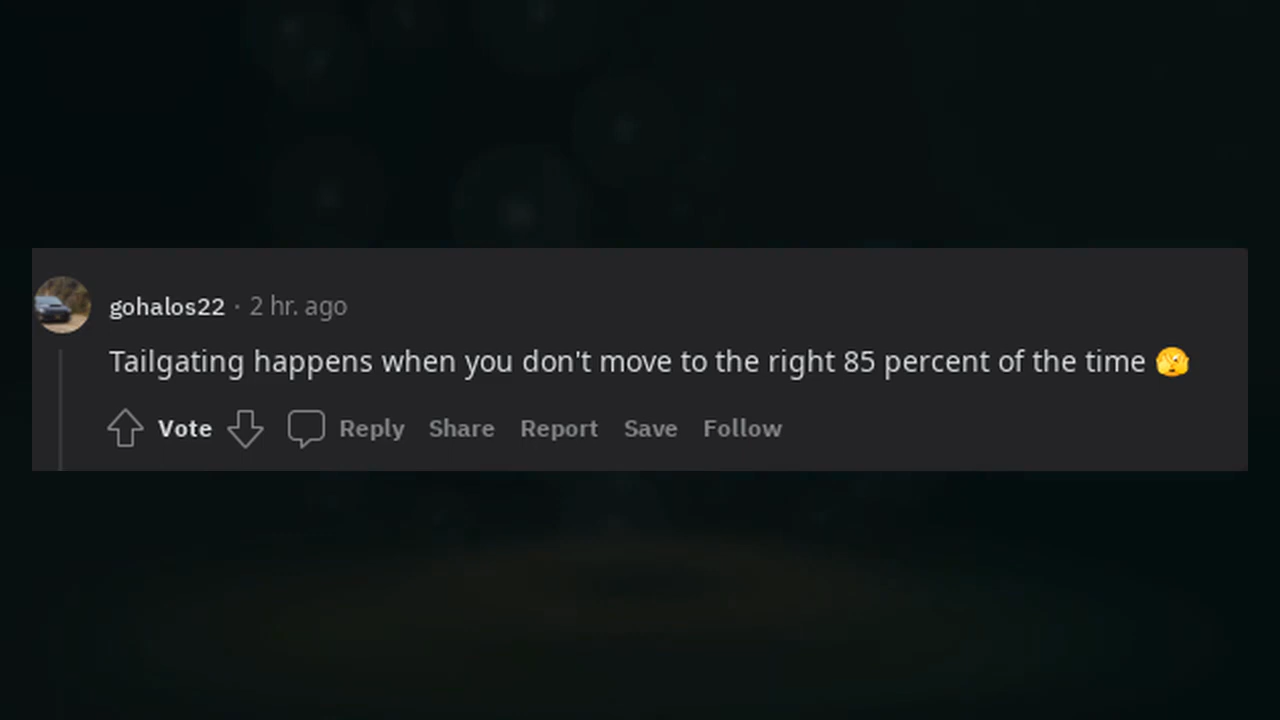 gohalos22 · 2 hr. ago
Tailgating happens when you don't move to the right 85 percent of the time 🫣
Vote Reply Share Report Save Follow